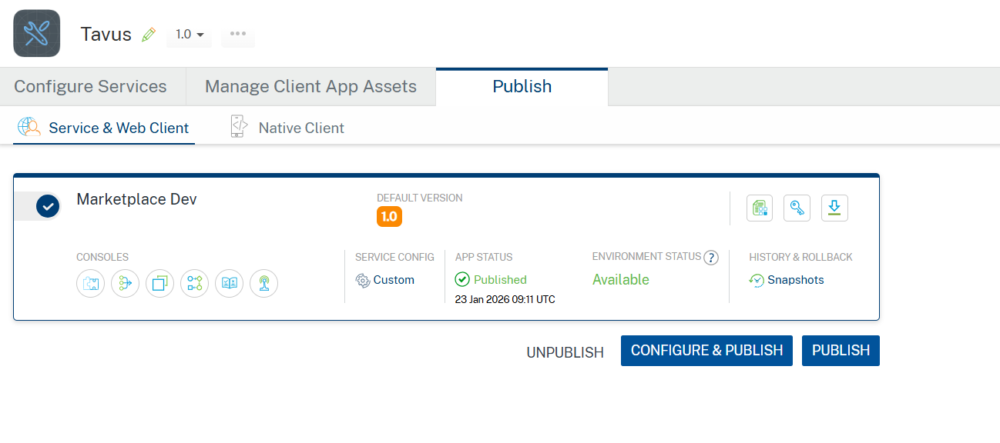 Tavus 1.0
Configure Services Manage Client App Assets Publish
Service & Web Client Native Client
Marketplace Dev
DEFAULT VERSION
1.0
CONSOLES
SERVICE CONFIG
Custom
APP STATUS
Published
23 Jan 2026 09:11 UTC
ENVIRONMENT STATUS ?
Available
HISTORY & ROLLBACK
Snapshots
UNPUBLISH CONFIGURE & PUBLISH PUBLISH